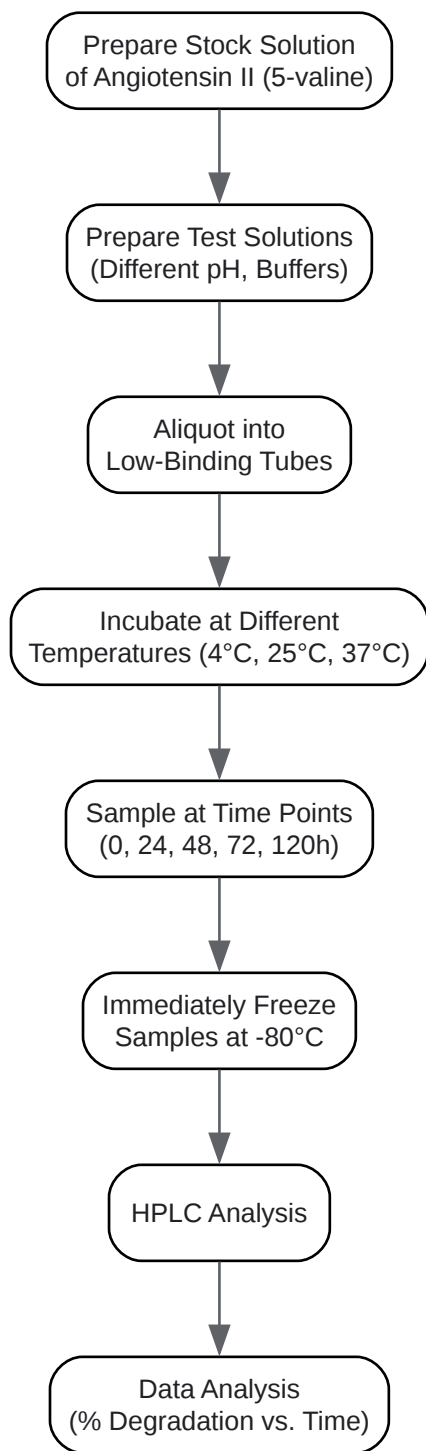 Prepare Stock Solution
of Angiotensin II (5-valine)
Prepare Test Solutions
(Different pH, Buffers)
Aliquot into
Low-Binding Tubes
Incubate at Different
Temperatures (4°C, 25°C, 37°C)
Sample at Time Points
(0, 24, 48, 72, 120h)
Immediately Freeze
Samples at -80°C
HPLC Analysis
Data Analysis
(% Degradation vs. Time)